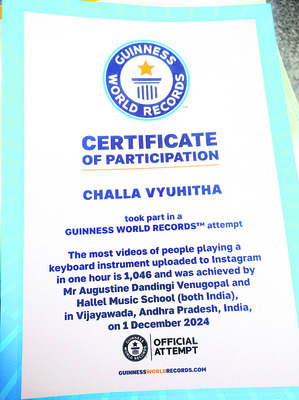 GUINNESS
WORLD RECORDS
CERTIFICATE
OF PARTICIPATION
CHALLA VYUHITHA
took part in a
GUINNESS WORLD RECORDS™ attempt
The most videos of people playing a
keyboard instrument uploaded to Instagram
in one hour is 1,046 and was achieved by
Mr Augustine Dandingi Venugopal and
Hallel Music School (both India),
in Vijayawada, Andhra Pradesh, India,
on 1 December 2024
OFFICIAL
ATTEMPT
GUINNESSWORLDRECORDS.COM